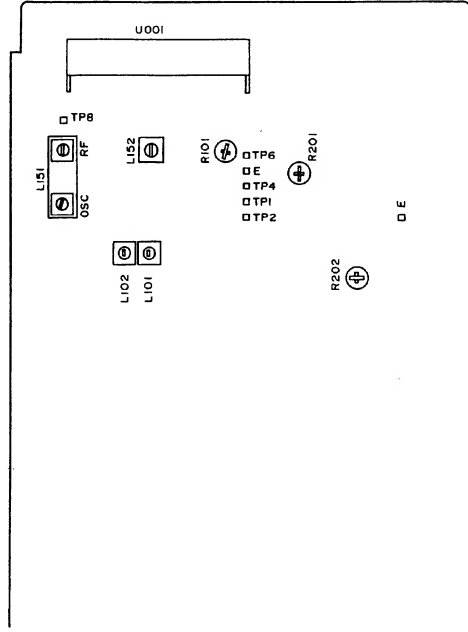 U001
TP8
L151
RF
OSC
L152
R101
TP6
E
TP4
TP1
TP2
R201
E
L102
L101
R202